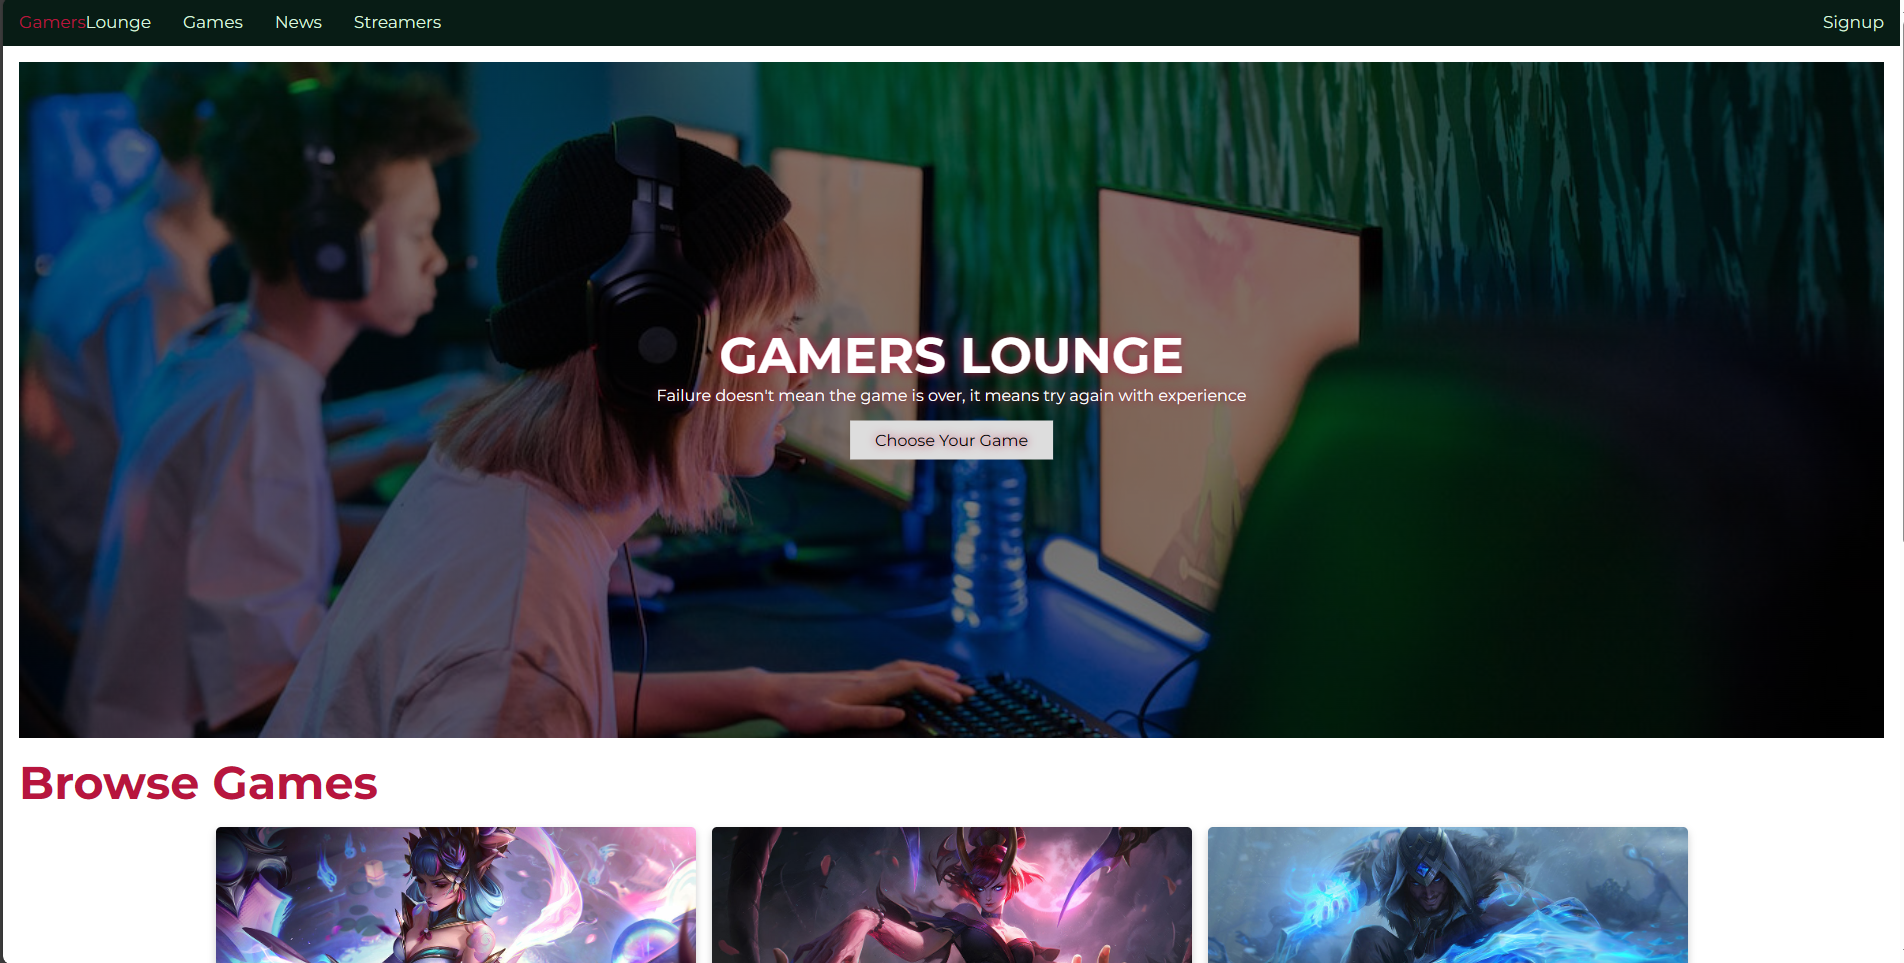 GamersLounge Games News Streamers Signup
GAMERS LOUNGE
Failure doesn't mean the game is over, it means try again with experience
Choose Your Game
Browse Games